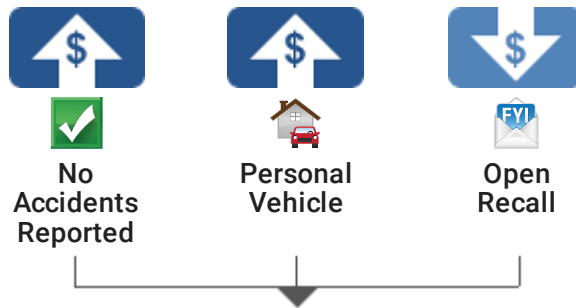 $
$
$
FYI
No
Accidents
Reported
Personal
Vehicle
Open
Recall